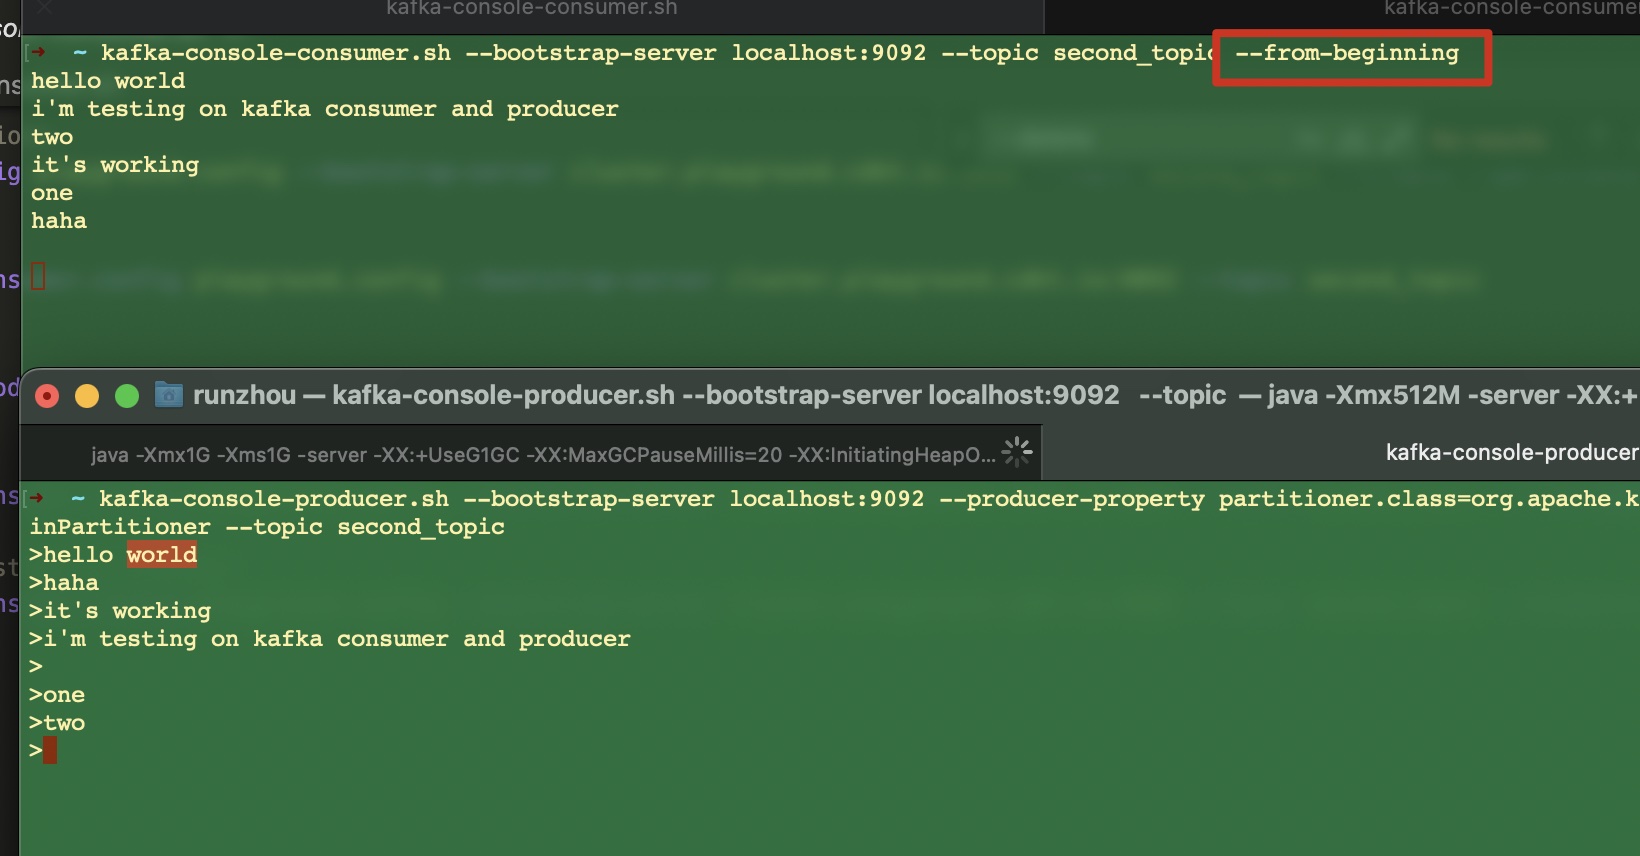 kafka-console-consumer.sh
kafka-console-consumer
[➜ ~ kafka-console-consumer.sh --bootstrap-server localhost:9092 --topic second_topic --from-beginning
hello world
i'm testing on kafka consumer and producer
two
it's working
one
haha
runzhou — kafka-console-producer.sh --bootstrap-server localhost:9092 --topic — java -Xmx512M -server -XX:+
java -Xmx1G -Xms1G -server -XX:+UseG1GC -XX:MaxGCPauseMillis=20 -XX:InitiatingHeapO...
kafka-console-producer
[➜ ~ kafka-console-producer.sh --bootstrap-server localhost:9092 --producer-property partitioner.class=org.apache.k
inPartitioner --topic second_topic
>hello world
>haha
>it's working
>i'm testing on kafka consumer and producer
>
>one
>two
>